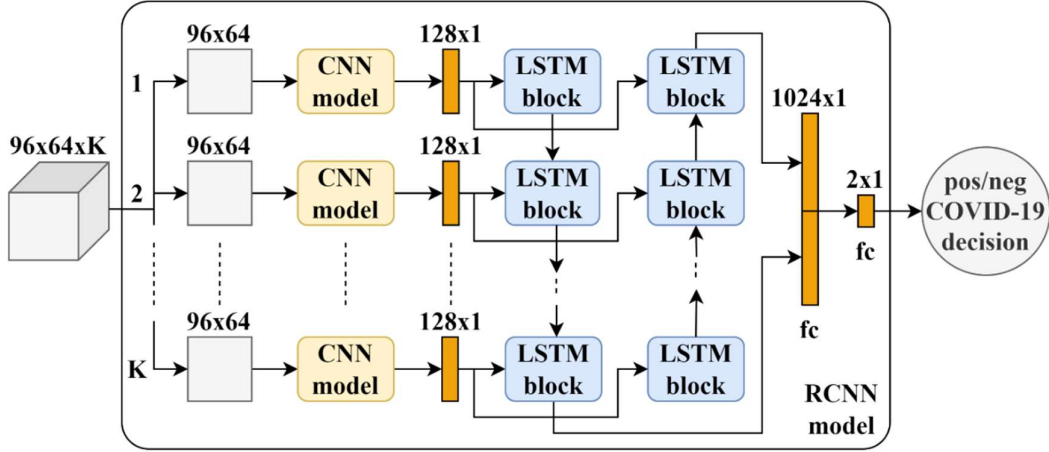 96x64
128x1
1
CNN
model
LSTM
block
LSTM
block
1024x1
96x64xK
96x64
128x1
2
CNN
model
LSTM
block
LSTM
block
2x1
pos/neg
COVID-19
decision
fc
96x64
128x1
fc
K
CNN
model
LSTM
block
LSTM
block
RCNN
model